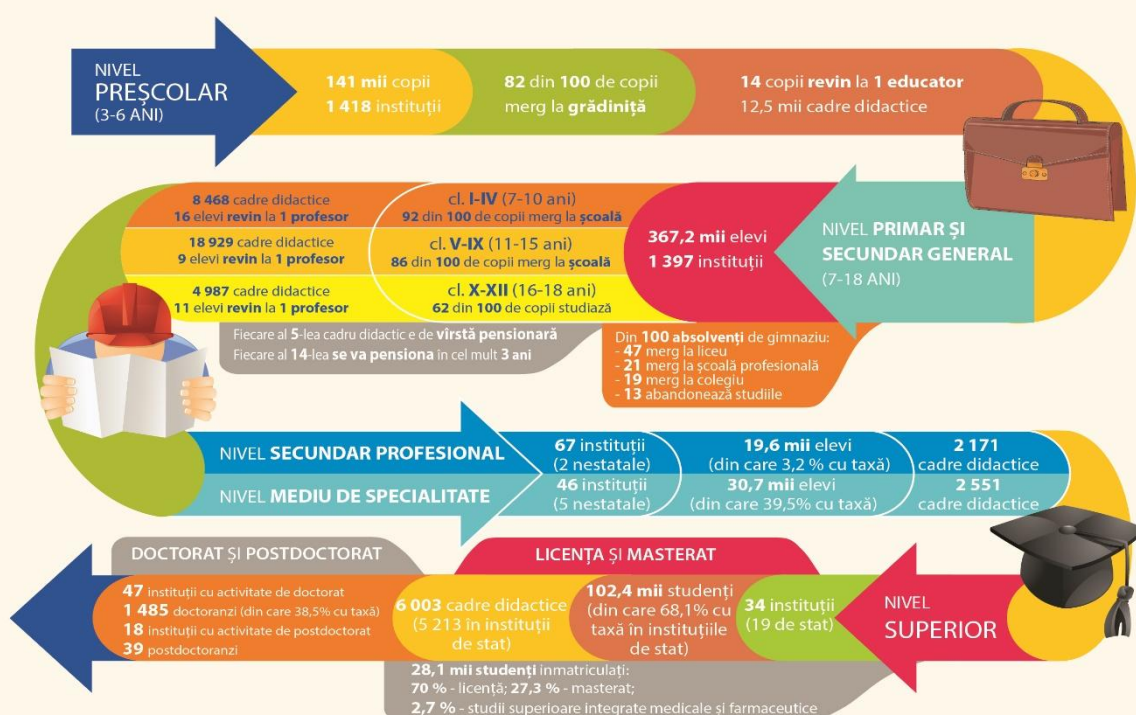 NIVEL
PREȘCOLAR
(3-6 ANI)
141 mii copii
1 418 instituții
82 din 100 de copii
merg la grădiniță
14 copii revin la 1 educator
12,5 mii cadre didactice
NIVEL PRIMAR ȘI
SECUNDAR GENERAL
(7-18 ANI)
367,2 mii elevi
1 397 instituții
cl. I-IV (7-10 ani)
92 din 100 de copii merg la școală
8 468 cadre didactice
16 elevi revin la 1 profesor
cl. V-IX (11-15 ani)
86 din 100 de copii merg la școală
18 929 cadre didactice
9 elevi revin la 1 profesor
cl. X-XII (16-18 ani)
62 din 100 de copii studiază
4 987 cadre didactice
11 elevi revin la 1 profesor
Fiecare al 5-lea cadru didactic e de vîrstă pensionară
Fiecare al 14-lea se va pensiona în cel mult 3 ani
Din 100 absolvenți de gimnaziu:
- 47 merg la liceu
- 21 merg la școală profesională
- 19 merg la colegiu
- 13 abandonează studiile
NIVEL SECUNDAR PROFESIONAL
67 instituții
(2 nestatale)
19,6 mii elevi
(din care 3,2 % cu taxă)
2 171
cadre didactice
NIVEL MEDIU DE SPECIALITATE
46 instituții
(5 nestatale)
30,7 mii elevi
(din care 39,5% cu taxă)
2 551
cadre didactice
NIVEL
SUPERIOR
LICENȚA ȘI MASTERAT
34 instituții
(19 de stat)
102,4 mii studenți
(din care 68,1% cu
taxă în instituțiile
de stat)
6 003 cadre didactice
(5 213 în instituții
de stat)
28,1 mii studenți inmatriculați:
70 % - licență; 27,3 % - masterat;
2,7 % - studii superioare integrate medicale și farmaceutice
DOCTORAT ȘI POSTDOCTORAT
47 instituții cu activitate de doctorat
1 485 doctoranzi (din care 38,5% cu taxă)
18 instituții cu activitate de postdoctorat
39 postdoctoranzi